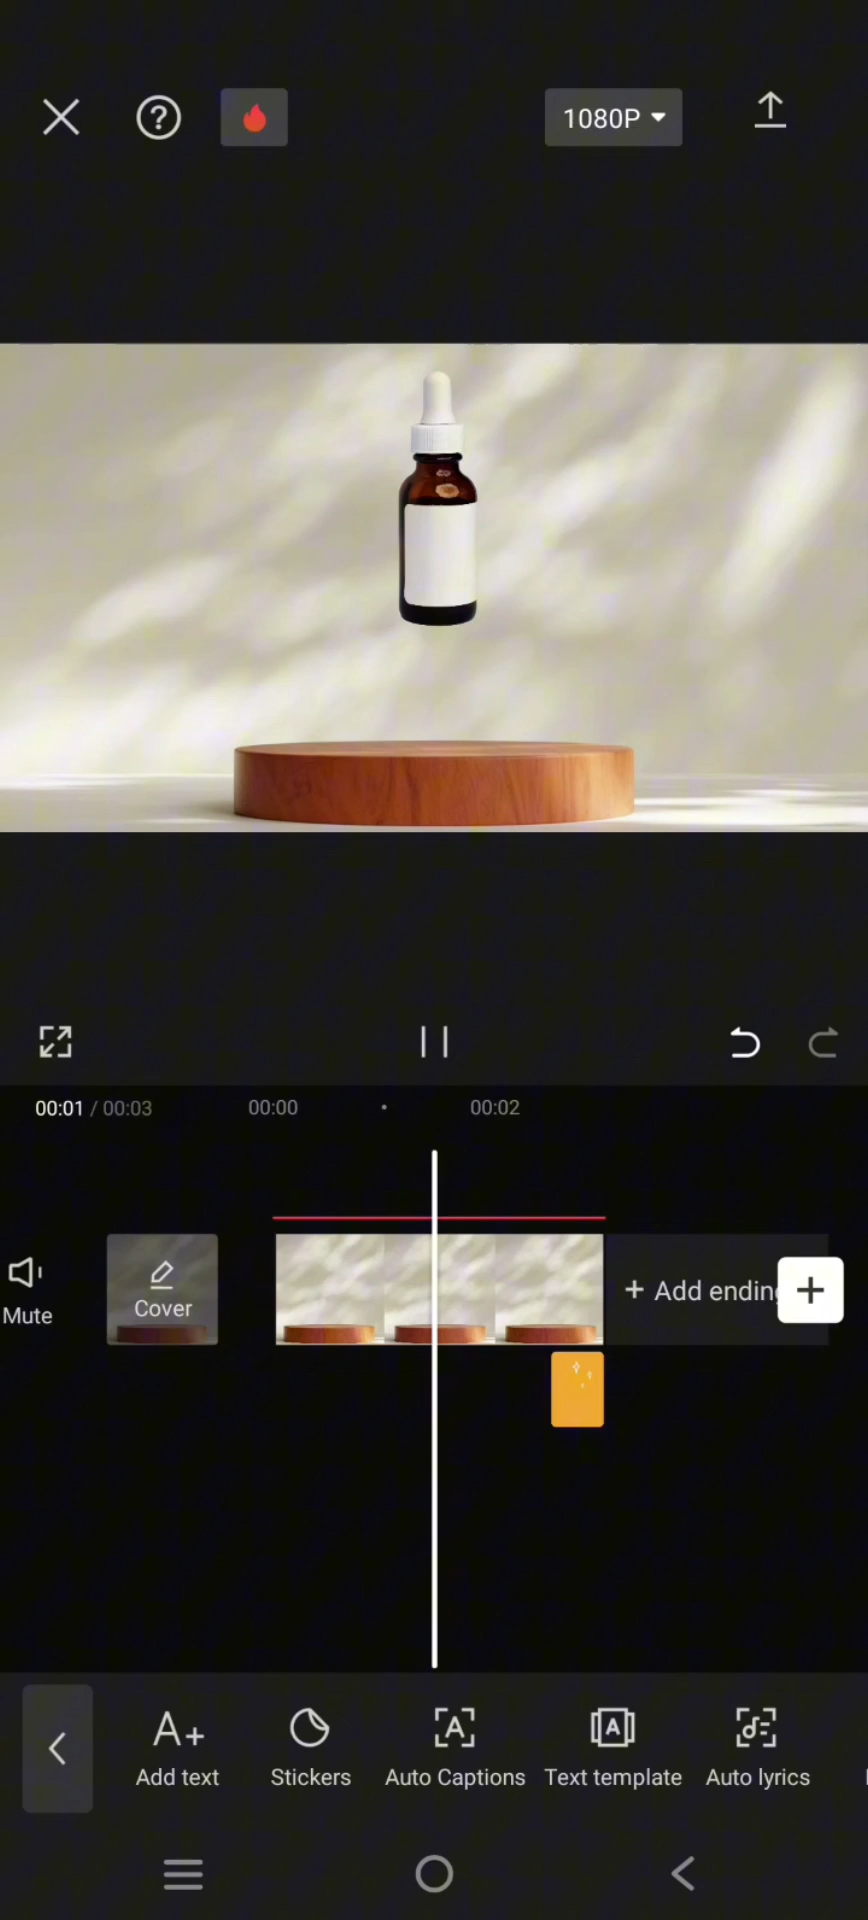 1080P
00:01 / 00:03 00:00 00:02
Mute
Cover
+ Add ending
Add text
Stickers
Auto Captions
Text template
Auto lyrics